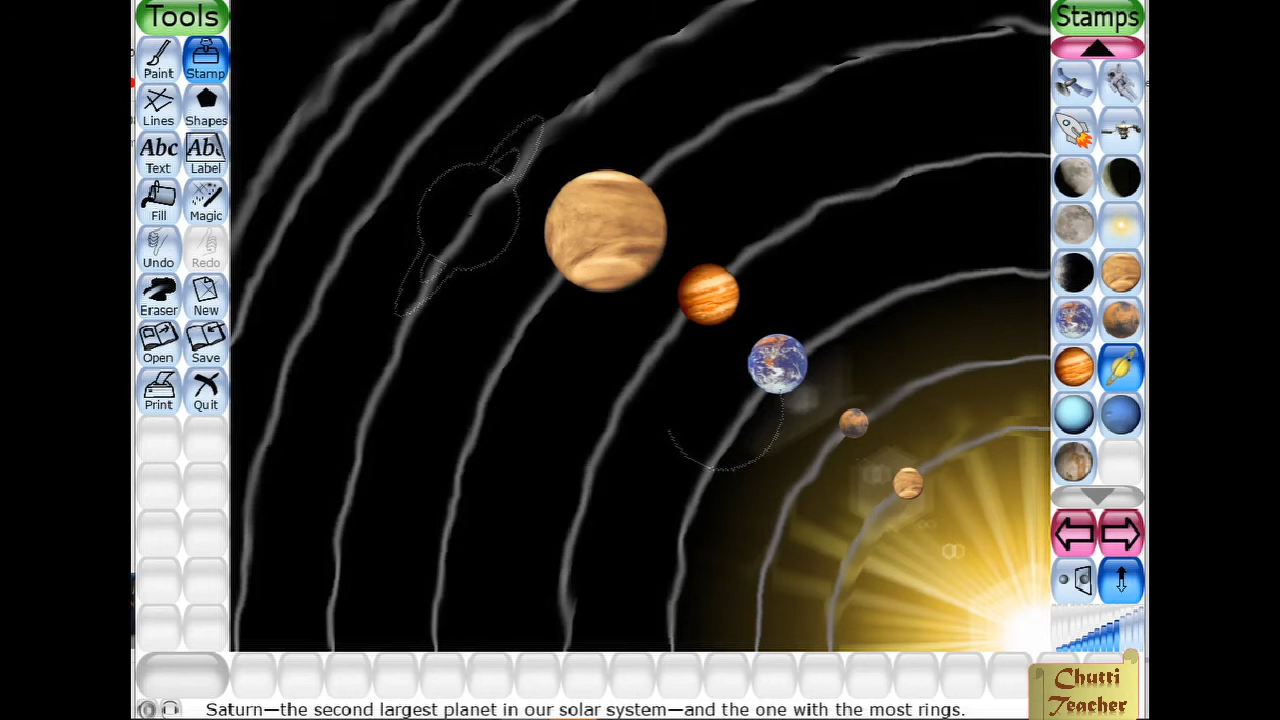 Tools
Paint
Stamp
Lines
Shapes
Abc
Text
Abc
Label
Fill
Magic
Undo
Redo
Eraser
New
Open
Save
Print
Quit
Stamps
Saturn—the second largest planet in our solar system—and the one with the most rings.
Chutti
Teacher